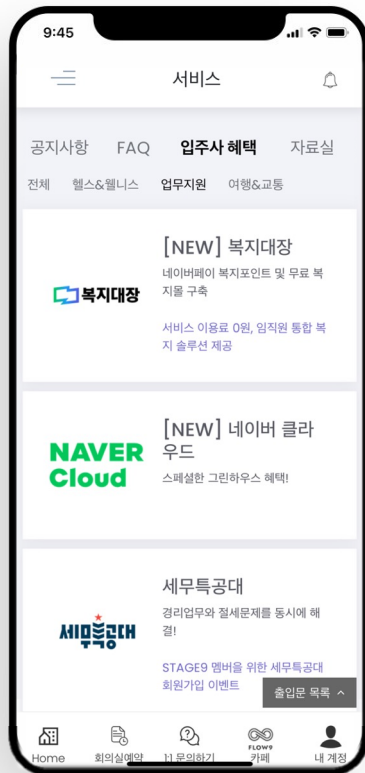 9:45
서비스
공지사항 FAQ 입주사 혜택 자료실
전체 헬스&웰니스 업무지원 여행&교통
복지대장
[NEW] 복지대장
네이버페이 복지포인트 및 무료 복
지몰 구축
서비스 이용료 0원, 임직원 통합 복
지 솔루션 제공
NAVER
Cloud
[NEW] 네이버 클라
우드
스페셜한 그린하우스 혜택!
세무특공대
세무특공대
경리업무와 절세문제를 동시에 해
결!
STAGE9 멤버을 위한 세무특공대
회원가입 이벤트
출입문 목록
Home 회의실예약 1:1 문의하기 FLOW9 카페 내 계정